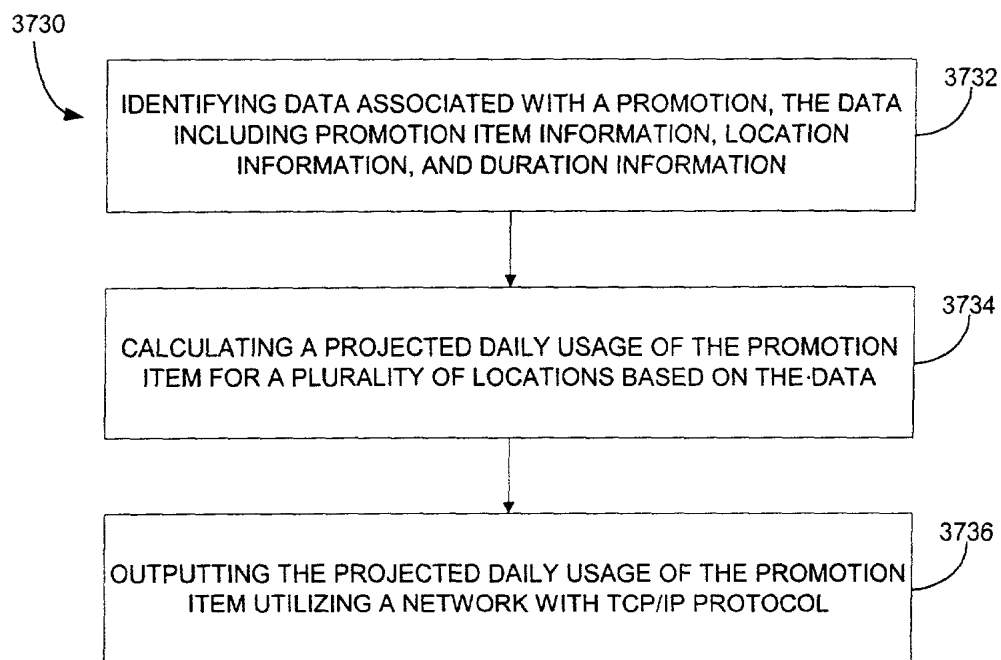 3730
3732
IDENTIFYING DATA ASSOCIATED WITH A PROMOTION, THE DATA
INCLUDING PROMOTION ITEM INFORMATION, LOCATION
INFORMATION, AND DURATION INFORMATION
3734
CALCULATING A PROJECTED DAILY USAGE OF THE PROMOTION
ITEM FOR A PLURALITY OF LOCATIONS BASED ON THE·DATA
3736
OUTPUTTING THE PROJECTED DAILY USAGE OF THE PROMOTION
ITEM UTILIZING A NETWORK WITH TCP/IP PROTOCOL